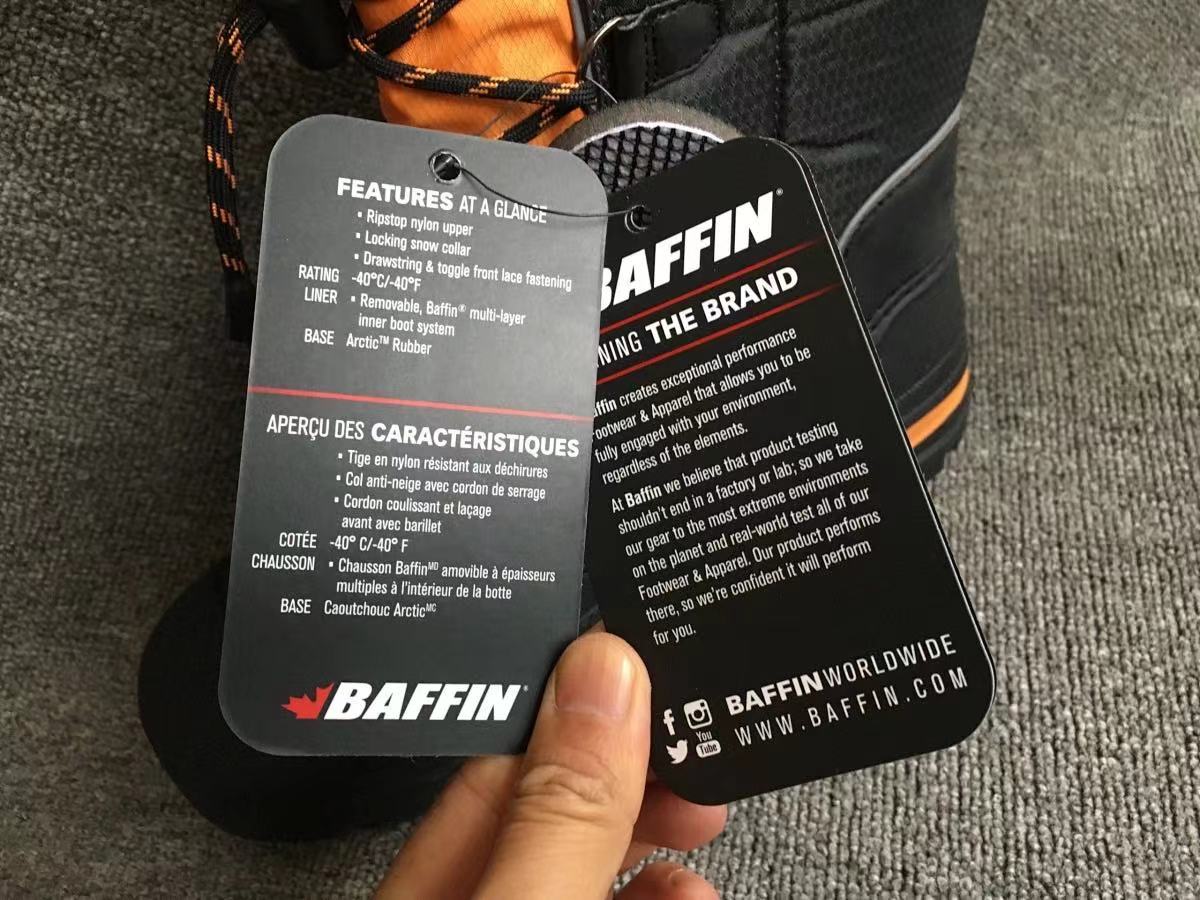 FEATURES AT A GLANCE
▪ Ripstop nylon upper
▪ Locking snow collar
▪ Drawstring & toggle front lace fastening
RATING -40°C/-40°F
LINER ▪ Removable, Baffin® multi-layer
inner boot system
BASE Arctic™ Rubber
APERÇU DES CARACTÉRISTIQUES
▪ Tige en nylon résistant aux déchirures
▪ Col anti-neige avec cordon de serrage
▪ Cordon coulissant et laçage
avant avec barillet
COTÉE -40° C/-40° F
CHAUSSON ▪ Chausson Baffinᴹᴰ amovible à épaisseurs
multiples à l'intérieur de la botte
BASE Caoutchouc Arcticᴹᶜ
BAFFIN®
BAFFIN®
NING THE BRAND
ffin creates exceptional performance
ootwear & Apparel that allows you to be
fully engaged with your environment,
regardless of the elements.
At Baffin we believe that product testing
shouldn't end in a factory or lab; so we take
our gear to the most extreme environments
on the planet and real-world test all of our
Footwear & Apparel. Our product performs
there, so we're confident it will perform
for you.
f
You
Tube
BAFFINWORLDWIDE
WWW.BAFFIN.COM